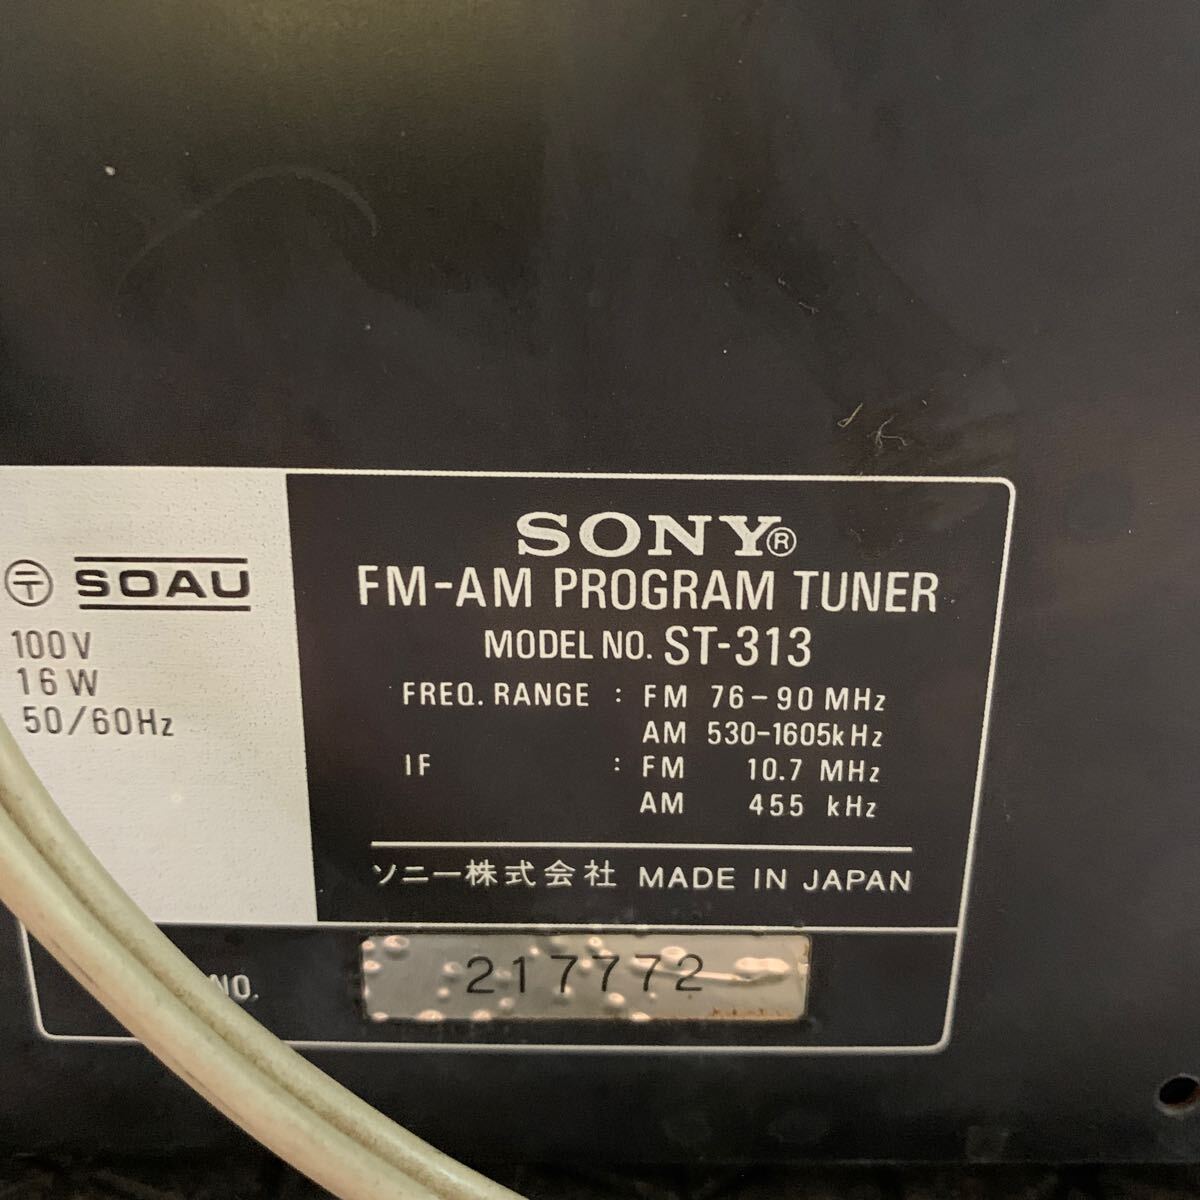 SONY®
FM-AM PROGRAM TUNER
MODEL NO. ST-313
FREQ. RANGE : FM 76-90 MHz
AM 530-1605kHz
IF : FM 10.7 MHz
AM 455 kHz
ソニー株式会社 MADE IN JAPAN
〒 SOAU
100V
16W
50/60Hz
NO. 217772